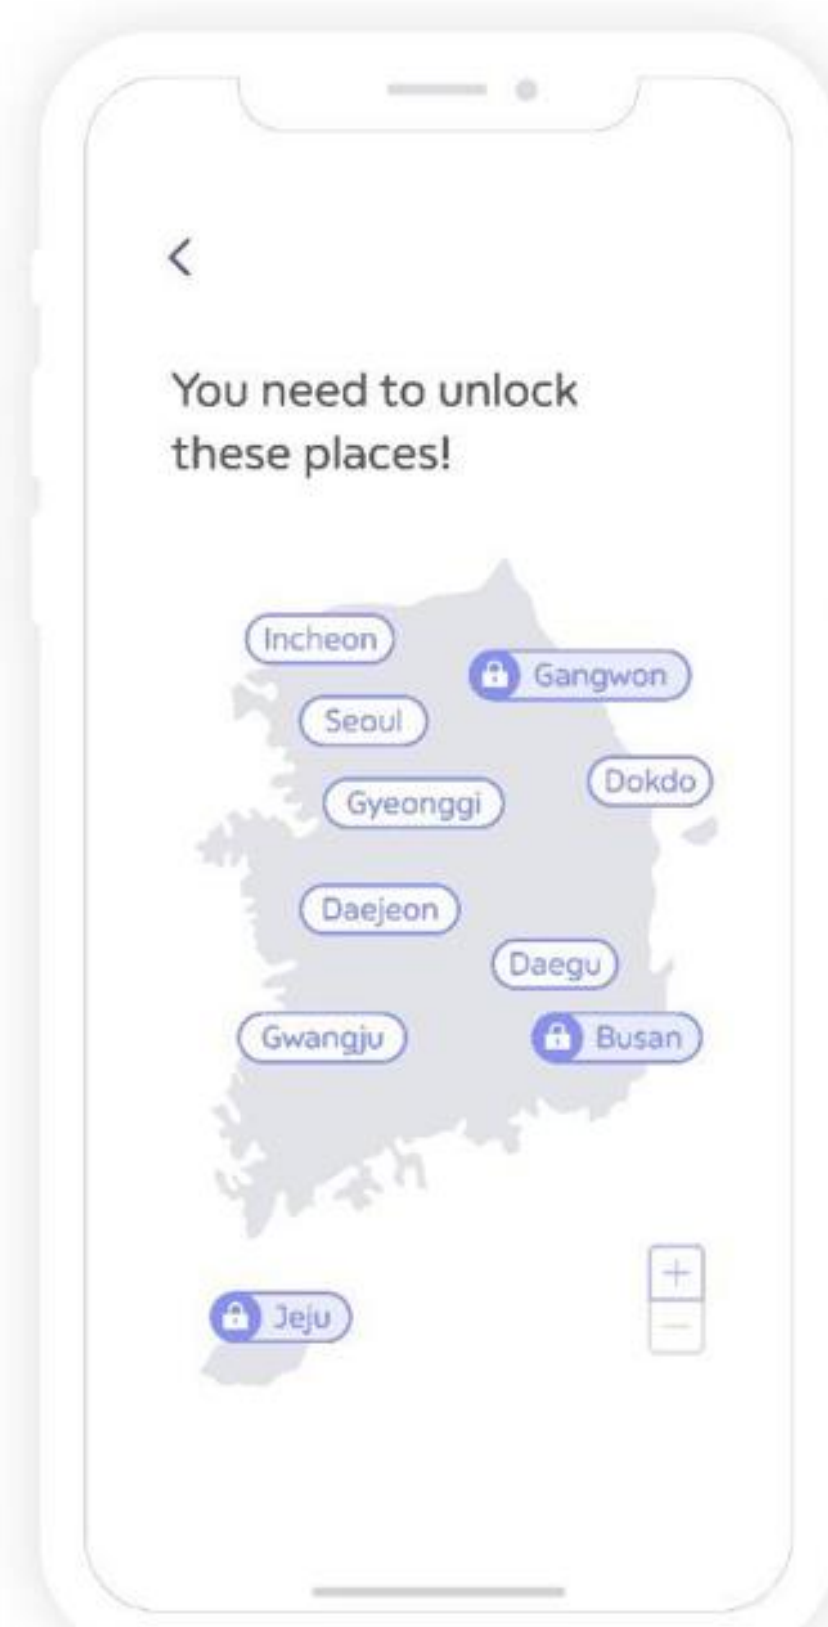 You need to unlock
these places!
Incheon
Gangwon
Seoul
Dokdo
Gyeonggi
Daejeon
Daegu
Gwangju
Busan
Jeju